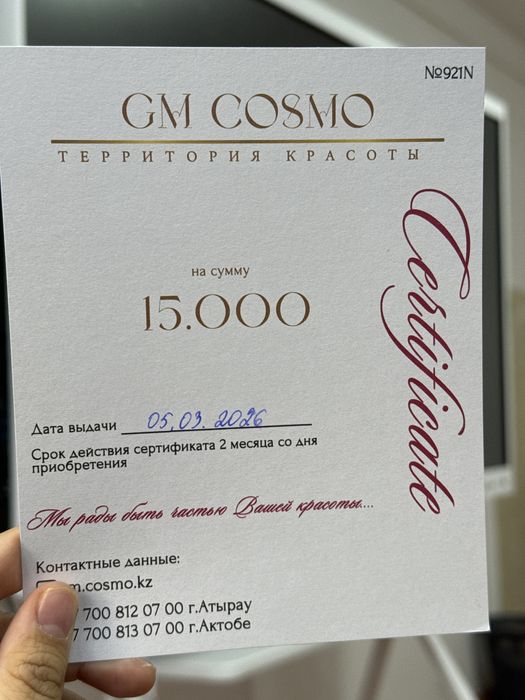 №921N
GM COSMO
ТЕРРИТОРИЯ КРАСОТЫ
Certificate
на сумму
15.000
Дата выдачи 05.03.2026
Срок действия сертификата 2 месяца со дня
приобретения
Мы рады быть частью Вашей красоты...
Контактные данные:
m.cosmo.kz
7 700 812 07 00 г.Атырау
7 700 813 07 00 г.Актобе